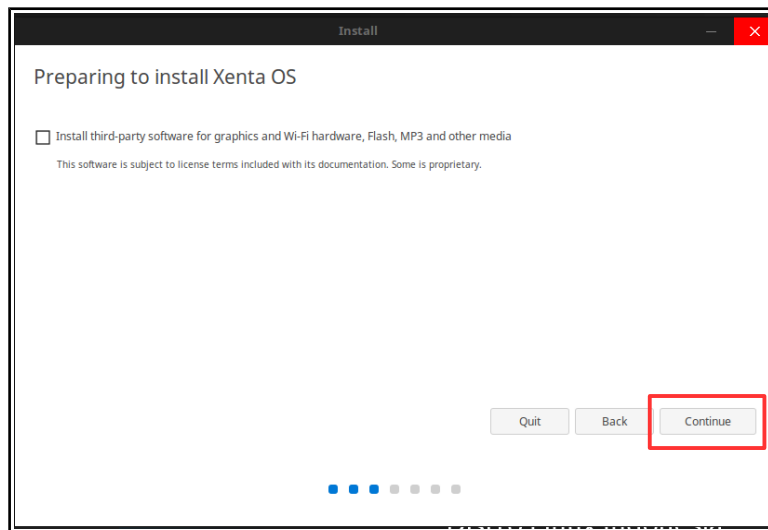 Install
Preparing to install Xenta OS
Install third-party software for graphics and Wi-Fi hardware, Flash, MP3 and other media
This software is subject to license terms included with its documentation. Some is proprietary.
Quit
Back
Continue